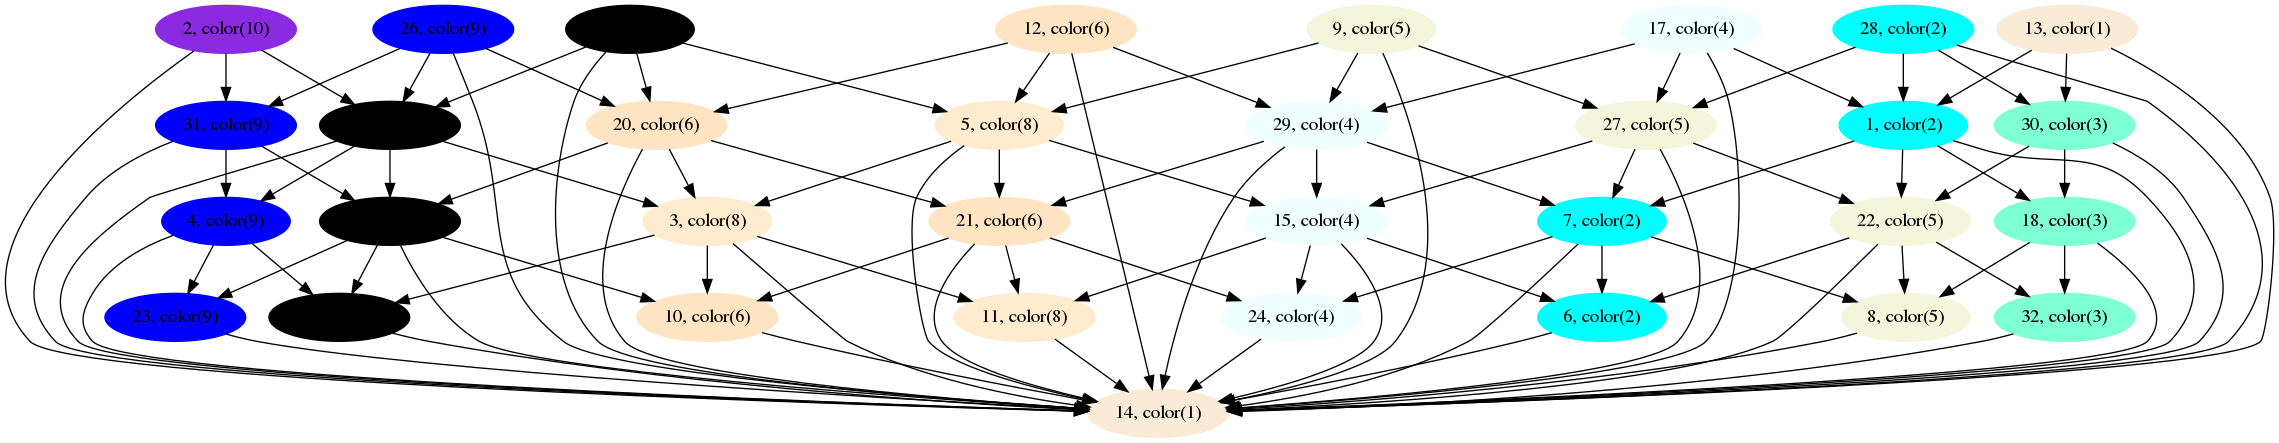 2, color(10)
26, color(9)
12, color(6)
9, color(5)
17, color(4)
28, color(2)
13, color(1)
31, color(9)
20, color(6)
5, color(8)
29, color(4)
27, color(5)
1, color(2)
30, color(3)
4, color(9)
3, color(8)
21, color(6)
15, color(4)
7, color(2)
22, color(5)
18, color(3)
23, color(9)
10, color(6)
11, color(8)
24, color(4)
6, color(2)
8, color(5)
32, color(3)
14, color(1)